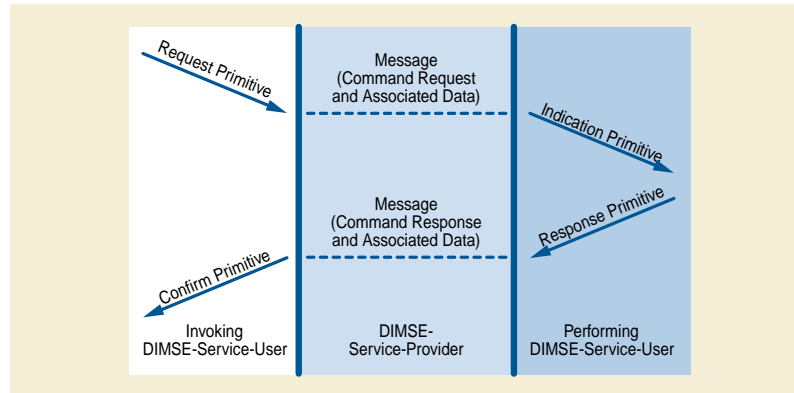 Request Primitive
Message
(Command Request
and Associated Data)
Indication Primitive
Message
(Command Response
and Associated Data)
Response Primitive
Confirm Primitive
Invoking
DIMSE-Service-User
DIMSE-
Service-Provider
Performing
DIMSE-Service-User